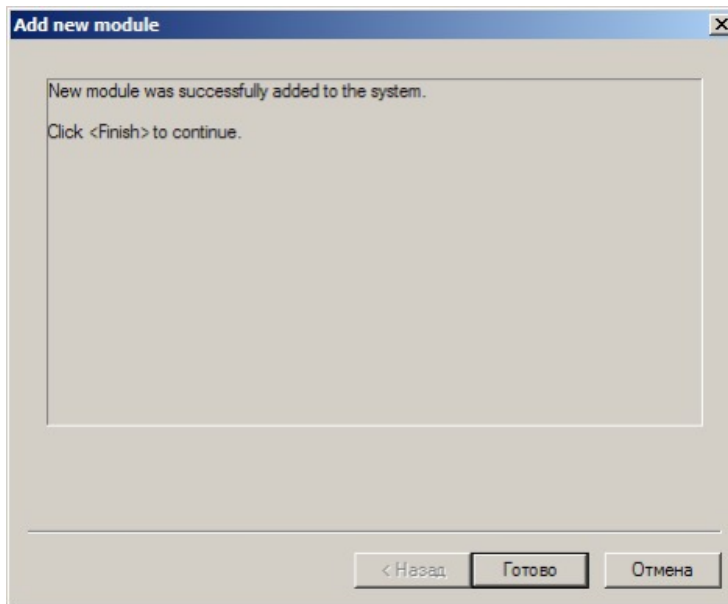 Add new module
New module was successfully added to the system.
Click <Finish> to continue.
< Назад
Готово
Отмена